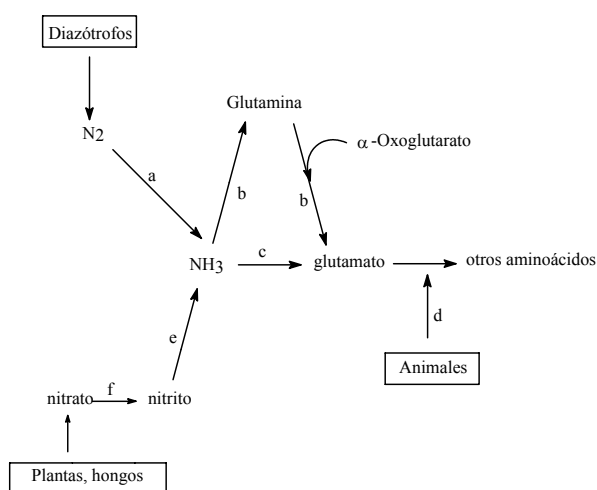 Diazótrofos
Glutamina
N2
α-Oxoglutarato
a
b
b
NH3
c
glutamato
otros aminoácidos
d
e
Animales
nitrato
f
nitrito
Plantas, hongos